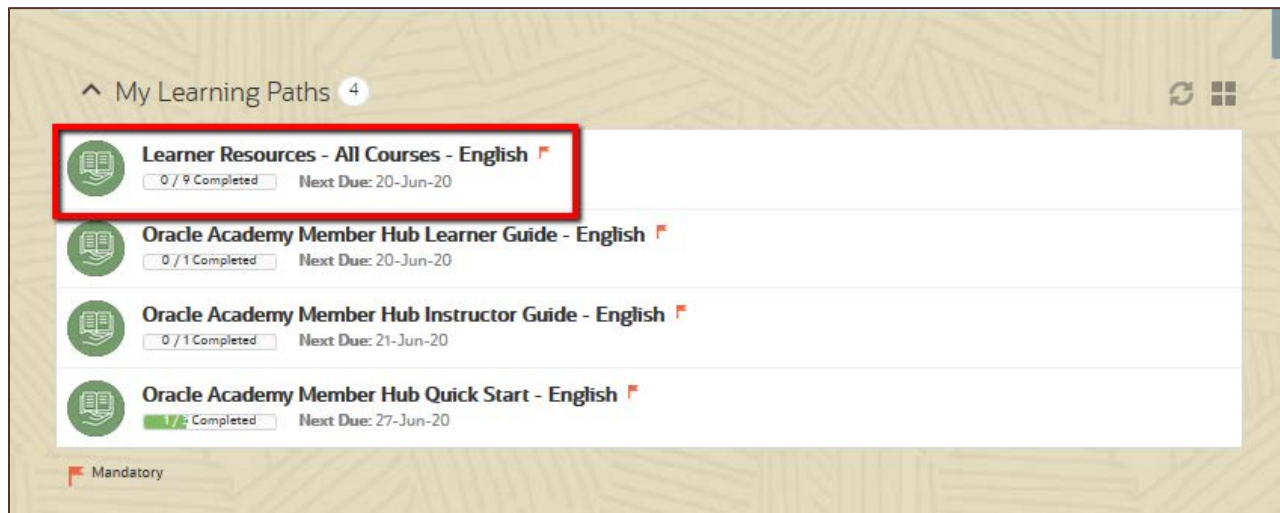 My Learning Paths 4
Learner Resources - All Courses - English
0 / 9 Completed Next Due: 20-Jun-20
Oracle Academy Member Hub Learner Guide - English
0 / 1 Completed Next Due: 20-Jun-20
Oracle Academy Member Hub Instructor Guide - English
0 / 1 Completed Next Due: 21-Jun-20
Oracle Academy Member Hub Quick Start - English
1 / Completed Next Due: 27-Jun-20
Mandatory